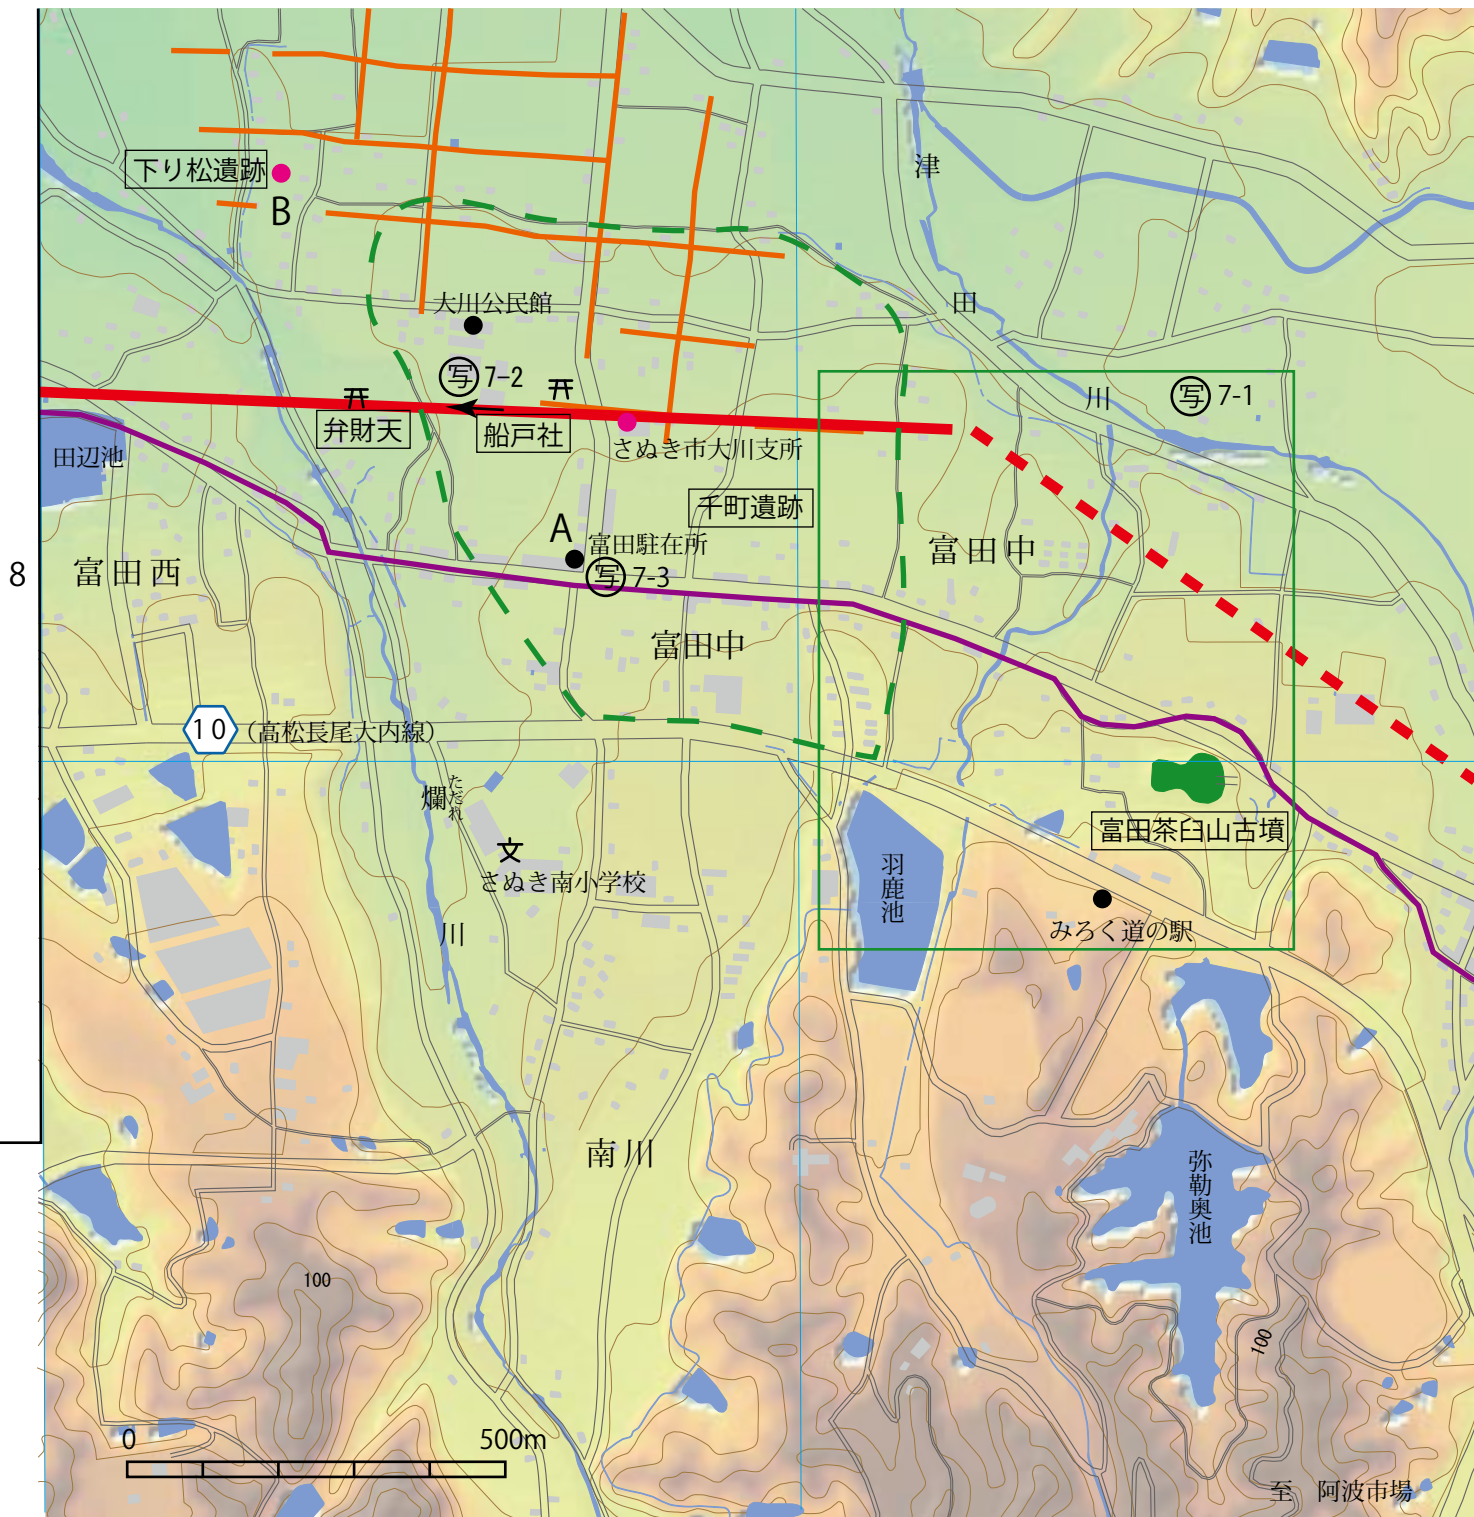 下り松遺跡
B
津
田
川
大川公民館
写 7-2
写 7-1
弁財天
船戸社
さぬき市大川支所
田辺池
千町遺跡
A
富田駐在所
写 7-3
富田中
8
富田西
富田中
10
(高松長尾大内線)
爛
ただれ
川
文
さぬき南小学校
羽鹿池
富田茶臼山古墳
みろく道の駅
南川
弥勒奥池
100
100
0
500m
至 阿波市場